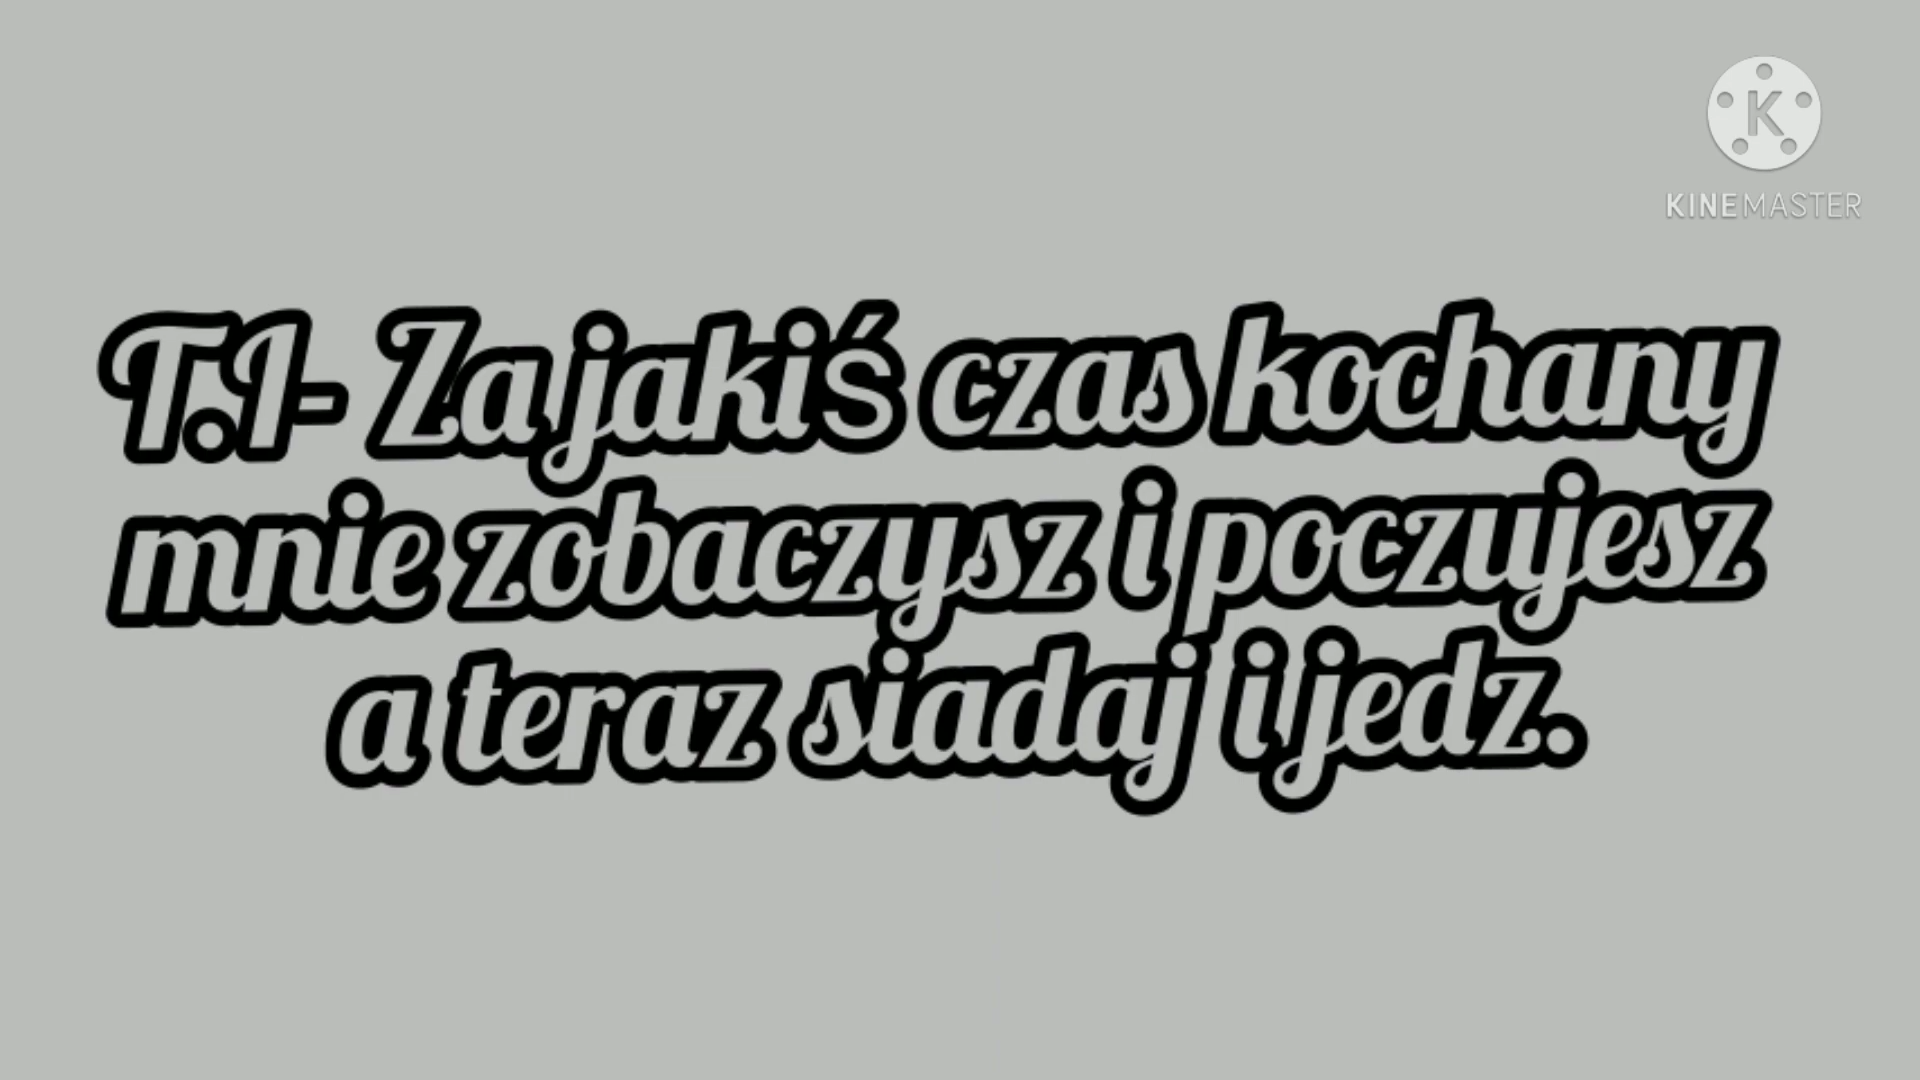 K
KINEMASTER
T.I- Za jakiś czas kochany
mnie zobaczysz i poczujesz
a teraz siadaj i jedz.